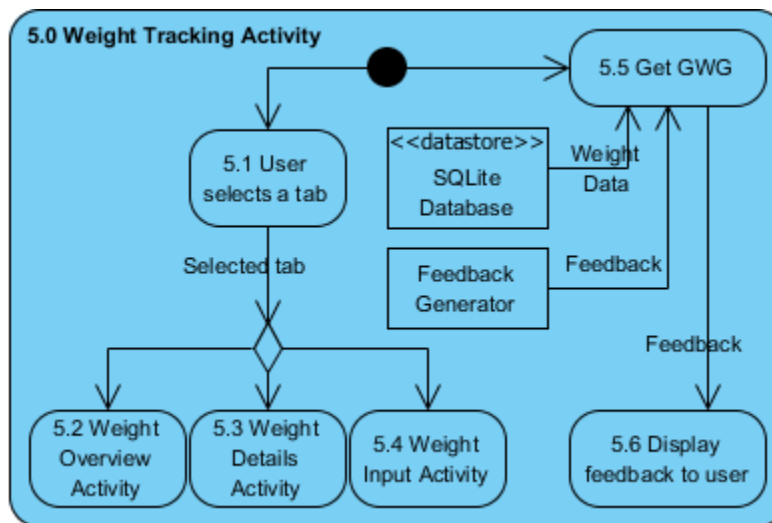 5.0 Weight Tracking Activity
5.5 Get GWG
5.1 User
selects a tab
<<datastore>>
SQLite
Database
Weight
Data
Selected tab
Feedback
Generator
Feedback
Feedback
5.2 Weight
Overview
Activity
5.3 Weight
Details
Activity
5.4 Weight
Input Activity
5.6 Display
feedback to user